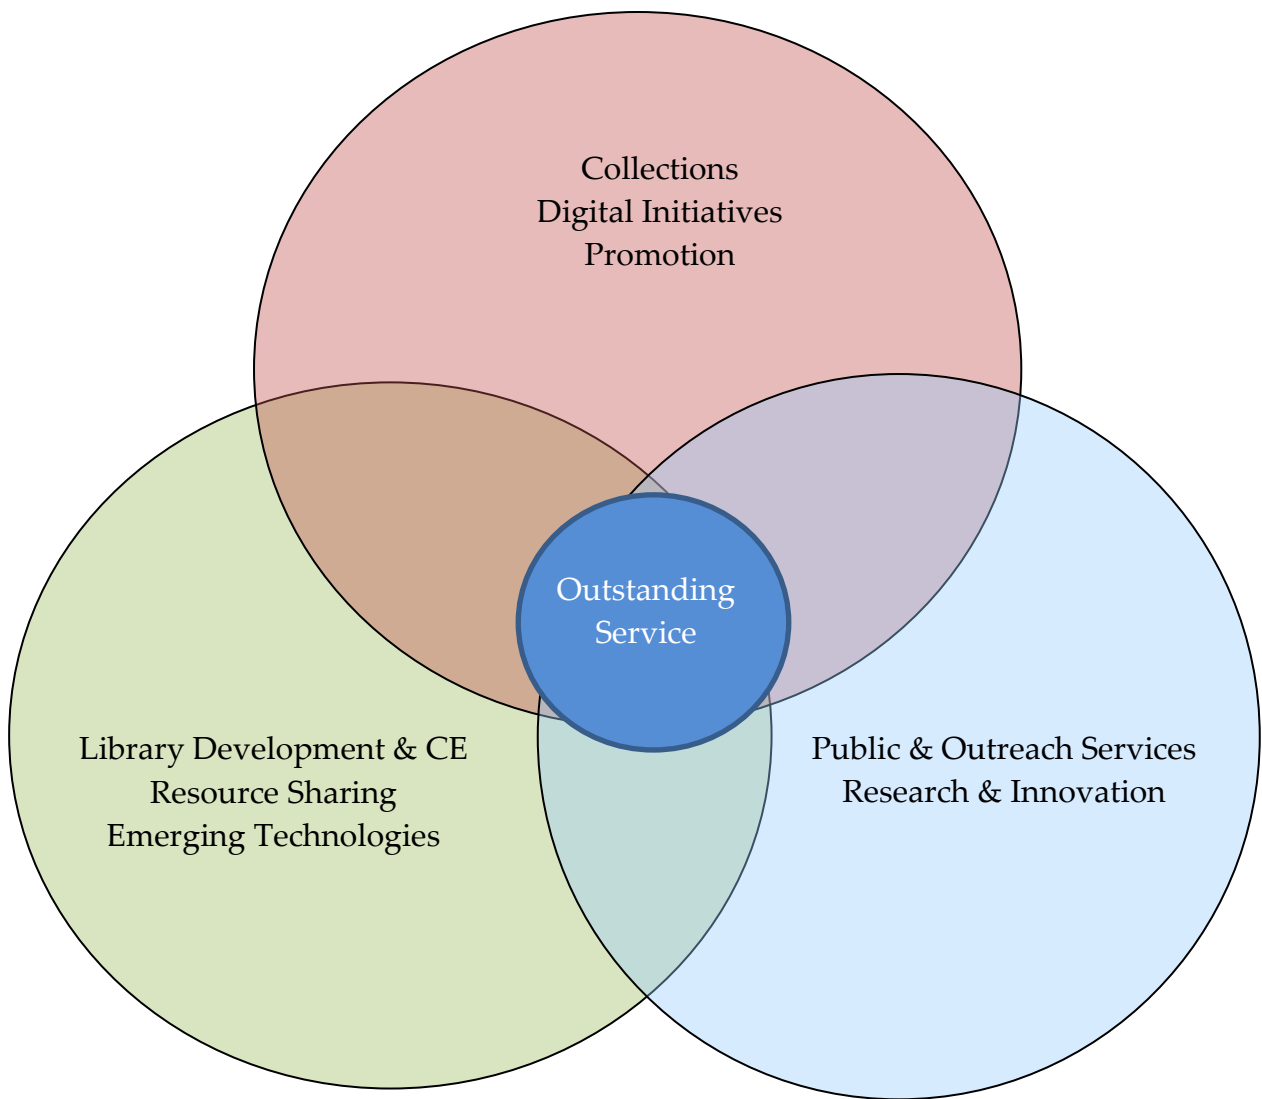 Collections
Digital Initiatives
Promotion
Outstanding
Service
Library Development & CE
Resource Sharing
Emerging Technologies
Public & Outreach Services
Research & Innovation